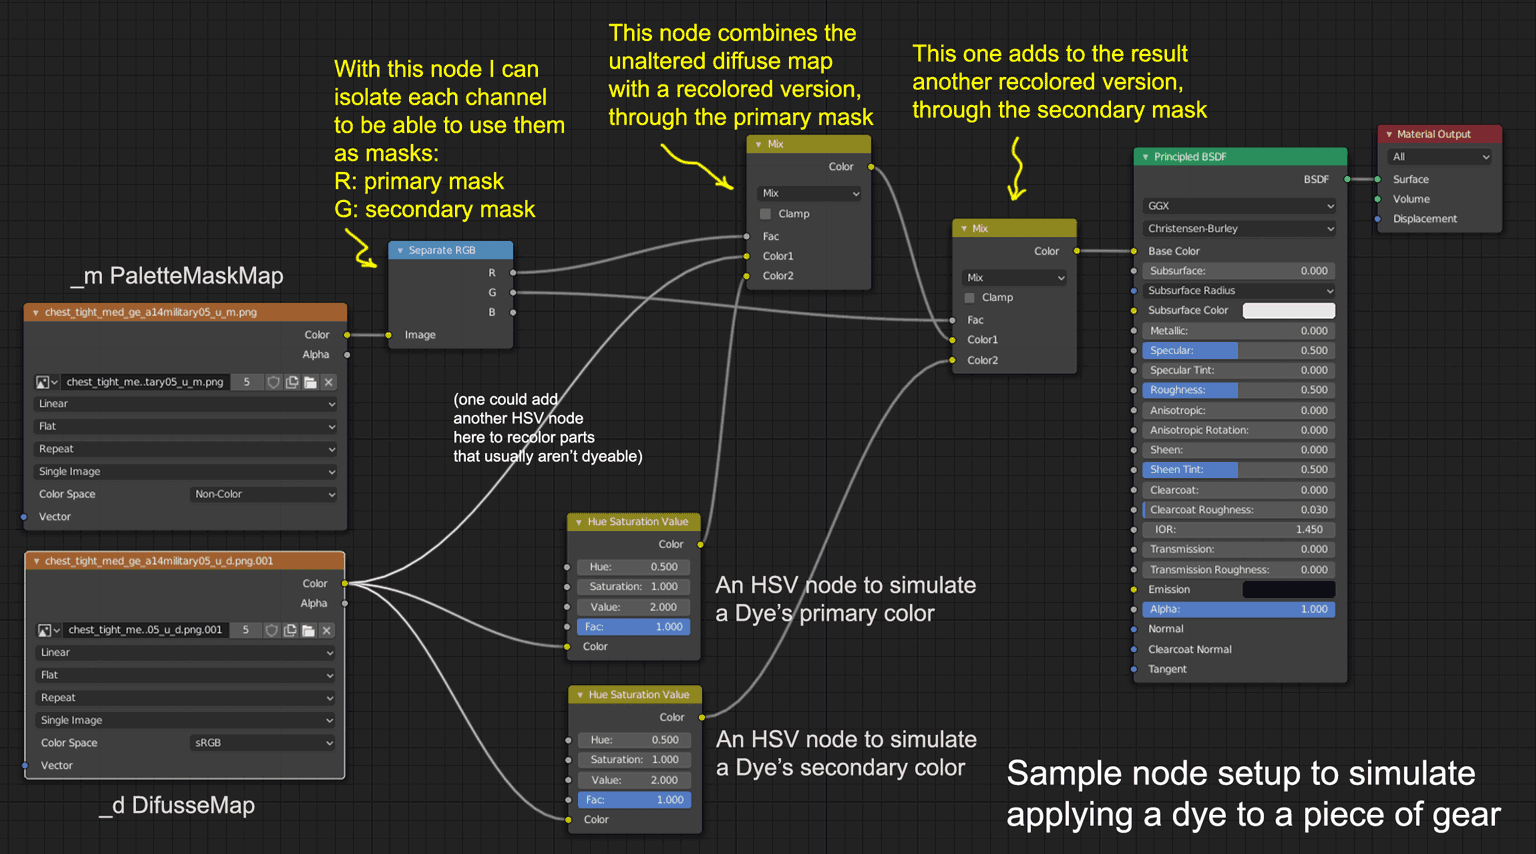 With this node I can
isolate each channel
to be able to use them
as masks:
R: primary mask
G: secondary mask
This node combines the
unaltered diffuse map
with a recolored version,
through the primary mask
This one adds to the result
another recolored version,
through the secondary mask
_m PaletteMaskMap
chest_tight_med_ge_a14military05_u_m.png
Color
Alpha
chest_tight_me..tary05_u_m.png 5
Linear
Flat
Repeat
Single Image
Color Space Non-Color
Vector
Separate RGB
R
G
B
Image
Mix
Color
Mix
Clamp
Fac
Color1
Color2
Mix
Color
Mix
Clamp
Fac
Color1
Color2
Principled BSDF
BSDF
GGX
Christensen-Burley
Base Color
Subsurface: 0.000
Subsurface Radius
Subsurface Color
Metallic: 0.000
Specular: 0.500
Specular Tint: 0.000
Roughness: 0.500
Anisotropic: 0.000
Anisotropic Rotation: 0.000
Sheen: 0.000
Sheen Tint: 0.500
Clearcoat: 0.000
Clearcoat Roughness: 0.030
IOR: 1.450
Transmission: 0.000
Transmission Roughness: 0.000
Emission
Alpha: 1.000
Normal
Clearcoat Normal
Tangent
Material Output
All
Surface
Volume
Displacement
(one could add
another HSV node
here to recolor parts
that usually aren't dyeable)
chest_tight_med_ge_a14military05_u_d.png.001
Color
Alpha
chest_tight_me..05_u_d.png.001 5
Linear
Flat
Repeat
Single Image
Color Space sRGB
Vector
_d DifusseMap
Hue Saturation Value
Color
Hue: 0.500
Saturation: 1.000
Value: 2.000
Fac: 1.000
Color
An HSV node to simulate
a Dye's primary color
Hue Saturation Value
Color
Hue: 0.500
Saturation: 1.000
Value: 2.000
Fac: 1.000
Color
An HSV node to simulate
a Dye's secondary color
Sample node setup to simulate
applying a dye to a piece of gear